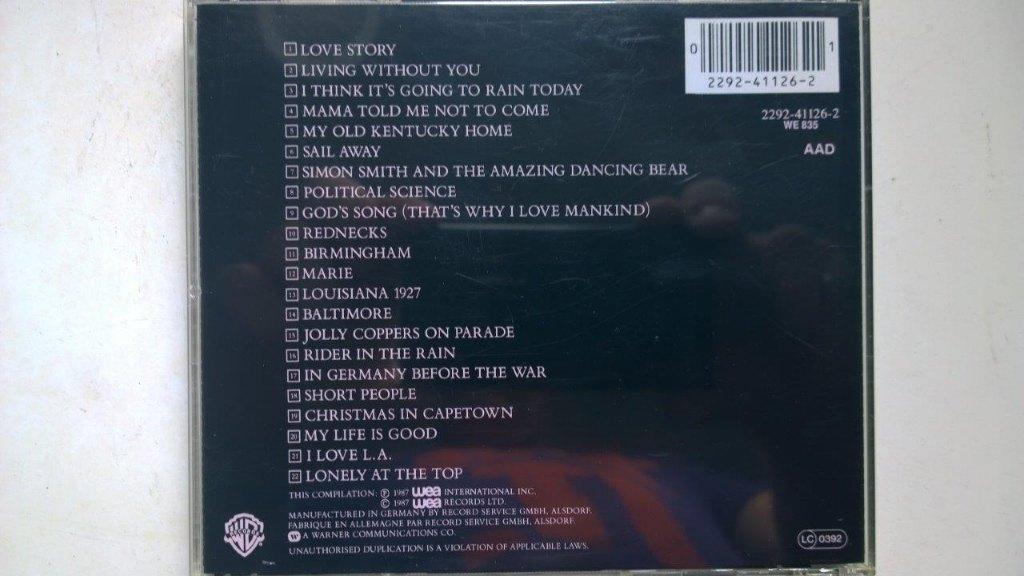 1 LOVE STORY
2 LIVING WITHOUT YOU
3 I THINK IT'S GOING TO RAIN TODAY
4 MAMA TOLD ME NOT TO COME
5 MY OLD KENTUCKY HOME
6 SAIL AWAY
7 SIMON SMITH AND THE AMAZING DANCING BEAR
8 POLITICAL SCIENCE
9 GOD'S SONG (THAT'S WHY I LOVE MANKIND)
10 REDNECKS
11 BIRMINGHAM
12 MARIE
13 LOUISIANA 1927
14 BALTIMORE
15 JOLLY COPPERS ON PARADE
16 RIDER IN THE RAIN
17 IN GERMANY BEFORE THE WAR
18 SHORT PEOPLE
19 CHRISTMAS IN CAPETOWN
20 MY LIFE IS GOOD
21 I LOVE L.A.
22 LONELY AT THE TOP
THIS COMPILATION: ℗ 1987 wea INTERNATIONAL INC.
© 1987 wea RECORDS LTD.
MANUFACTURED IN GERMANY BY RECORD SERVICE GMBH, ALSDORF.
FABRIQUE EN ALLEMAGNE PAR RECORD SERVICE GMBH, ALSDORF.
A WARNER COMMUNICATIONS CO.
UNAUTHORISED DUPLICATION IS A VIOLATION OF APPLICABLE LAWS.
0 1
2292-41126-2
2292-41126-2
WE 835
AAD
LC 0392